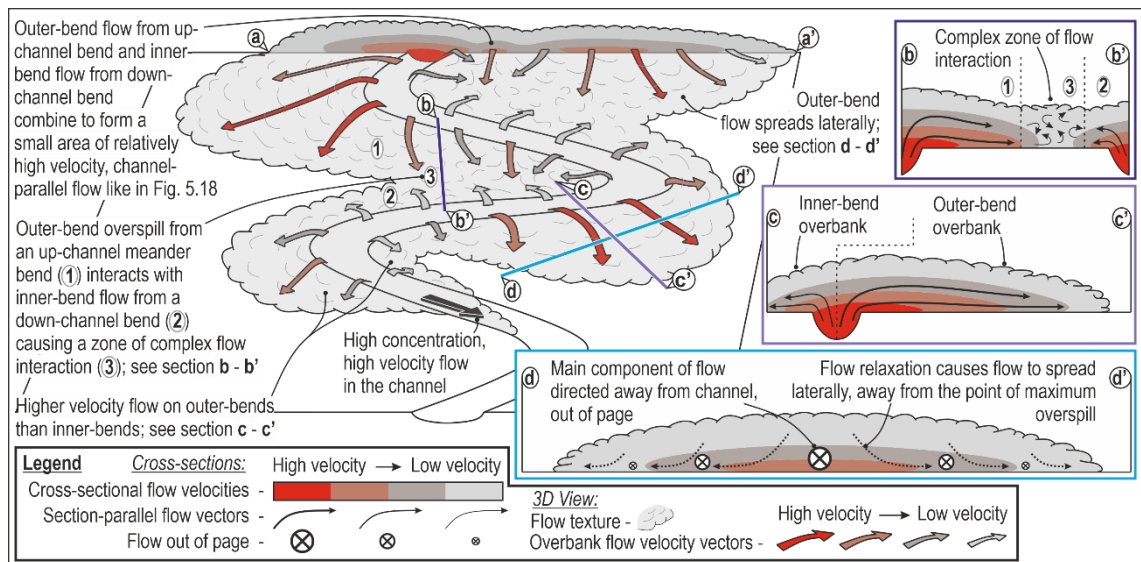 Outer-bend flow from up-
channel bend and inner
bend flow from down-
channel bend
combine to form a
small area of relatively
high velocity, channel-
parallel flow like in Fig. 5.18
Outer-bend overspill from
an up-channel meander
bend (1) interacts with
inner-bend flow from a
down-channel bend (2)
causing a zone of complex flow
interaction (3); see section b - b'
Higher velocity flow on outer-bends
than inner-bends; see section c - c'
a
a'
b
b'
c
c'
d
d'
1
3
2
Outer-bend
flow spreads laterally;
see section d - d'
High concentration,
high velocity flow
in the channel
b
Complex zone of flow
interaction
b'
1
3
2
c
Inner-bend
overbank
Outer-bend
overbank
c'
d
Main component of flow
directed away from channel,
out of page
Flow relaxation causes flow to spread
laterally, away from the point of maximum
overspill
d'
Legend
Cross-sections:
High velocity → Low velocity
Cross-sectional flow velocities -
Section-parallel flow vectors -
Flow out of page -
3D View:
Flow texture -
High velocity → Low velocity
Overbank flow velocity vectors -